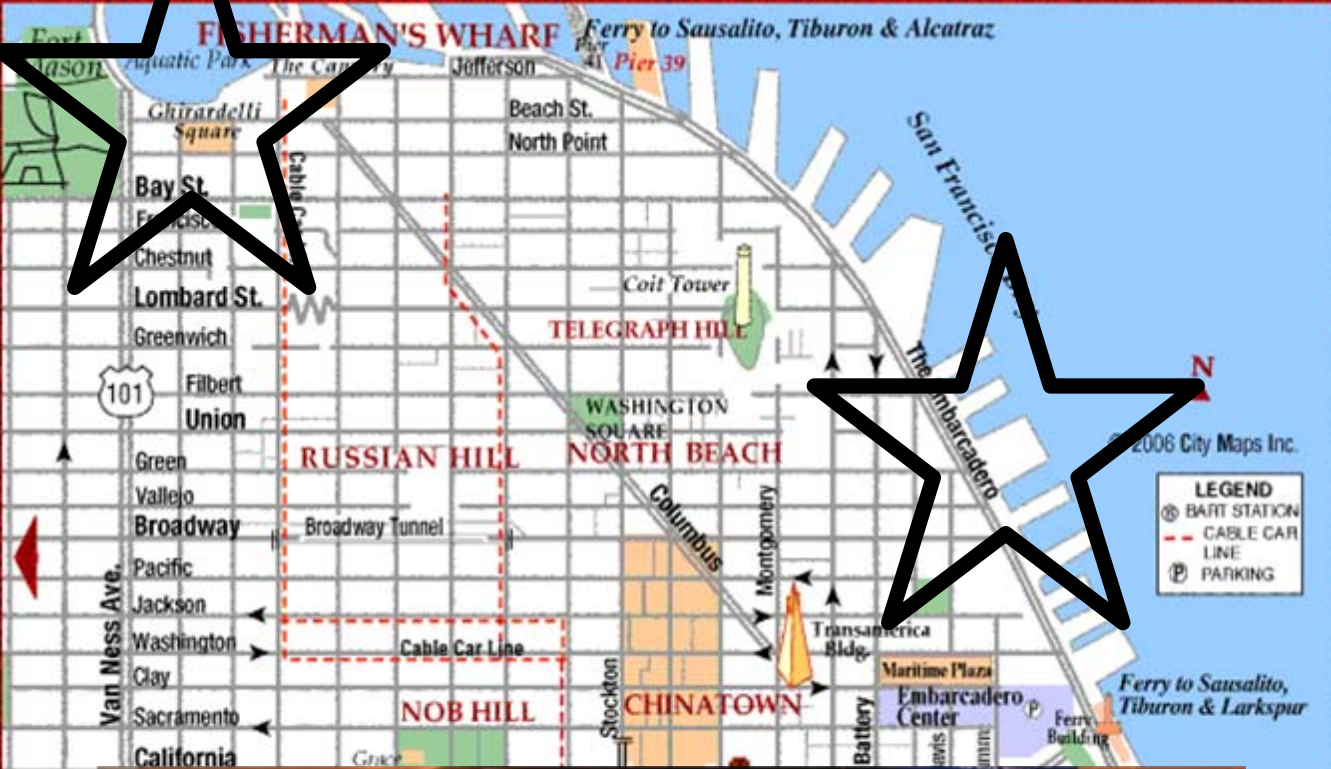 FISHERMAN'S WHARF
Ferry to Sausalito, Tiburon & Alcatraz
Fort
Mason
Aquatic Park
The Cannery
Jefferson
Pier
41
Pier 39
Ghirardelli
Square
Beach St.
North Point
San Francisco
Cable
Bay St.
Francisco
Chestnut
Coit Tower
Lombard St.
TELEGRAPH HILL
Greenwich
The Embarcadero
N
101
Filbert
WASHINGTON
SQUARE
Union
© 2006 City Maps Inc.
RUSSIAN HILL
NORTH BEACH
Green
Vallejo
Columbus
Montgomery
LEGEND
B BART STATION
CABLE CAR
LINE
P PARKING
Broadway
Broadway Tunnel
Pacific
Van Ness Ave.
Jackson
Washington
Cable Car Line
Transamerica
Bldg.
Clay
Stockton
Maritime Plaza
Sacramento
NOB HILL
CHINATOWN
Battery
Embarcadero
Center
P
Ferry
Building
Ferry to Sausalito,
Tiburon & Larkspur
California
Grace